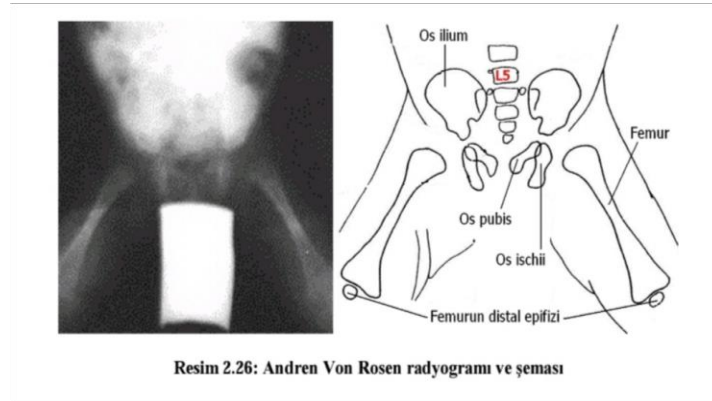 Os ilium
L5
Femur
Os pubis
Os ischii
Femurun distal epifizi
Resim 2.26: Andren Von Rosen radyogramı ve şeması